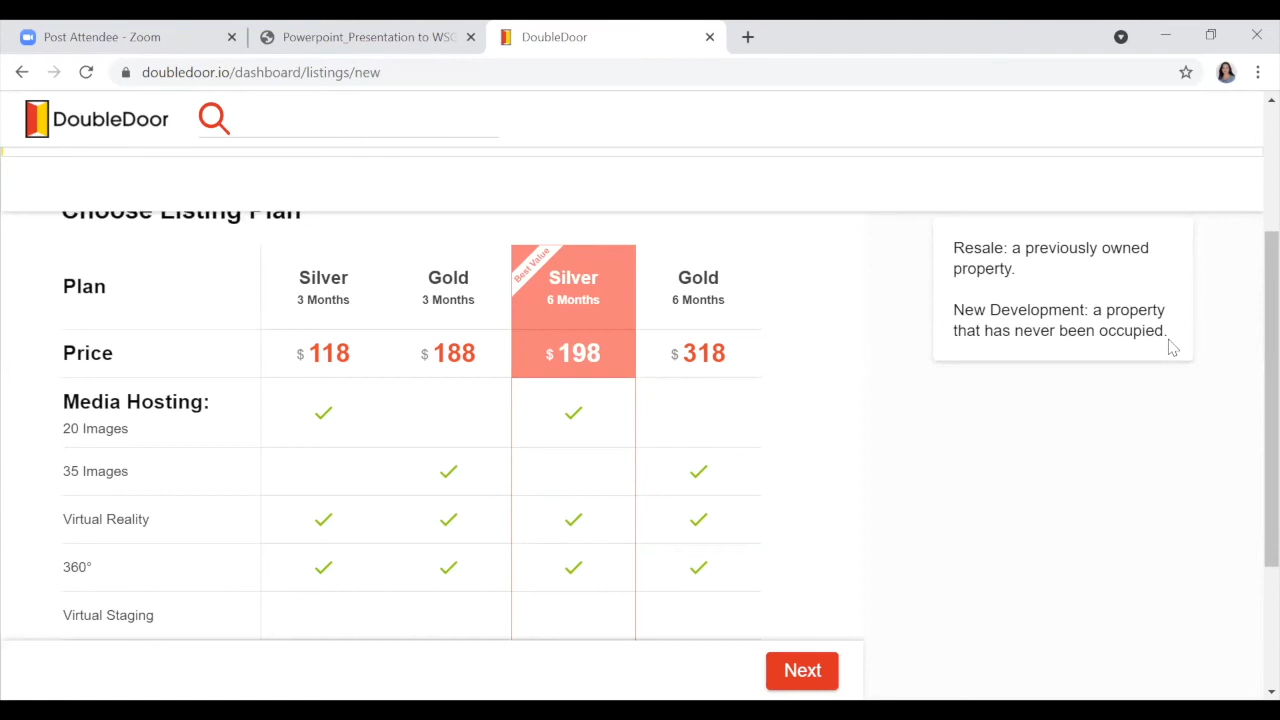 Post Attendee - Zoom
Powerpoint_Presentation to WSC
DoubleDoor
doubledoor.io/dashboard/listings/new
DoubleDoor
Choose Listing Plan
Plan
Silver
3 Months
Gold
3 Months
Best Value
Silver
6 Months
Gold
6 Months
Price
$ 118
$ 188
$ 198
$ 318
Media Hosting:
20 Images
35 Images
Virtual Reality
360°
Virtual Staging
Resale: a previously owned
property.
New Development: a property
that has never been occupied.
Next